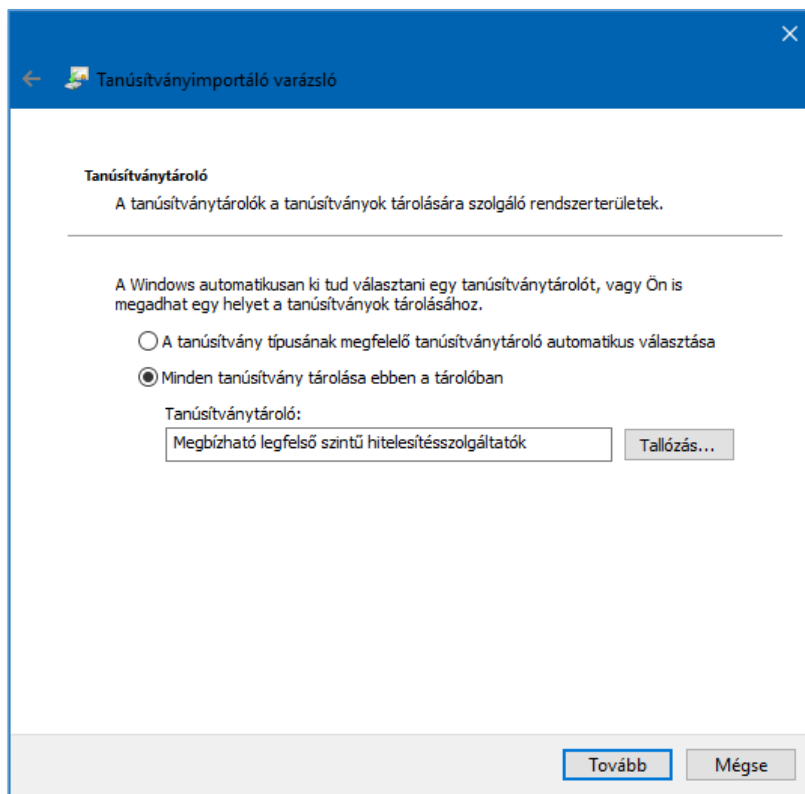 Tanúsítványimportáló varázsló
Tanúsítványtároló
A tanúsítványtárolók a tanúsítványok tárolására szolgáló rendszerterületek.
A Windows automatikusan ki tud választani egy tanúsítványtárolót, vagy Ön is
megadhat egy helyet a tanúsítványok tárolásához.
A tanúsítvány típusának megfelelő tanúsítványtároló automatikus választása
Minden tanúsítvány tárolása ebben a tárolóban
Tanúsítványtároló:
Megbízható legfelső szintű hitelesítésszolgáltatók
Tallózás...
Tovább
Mégse